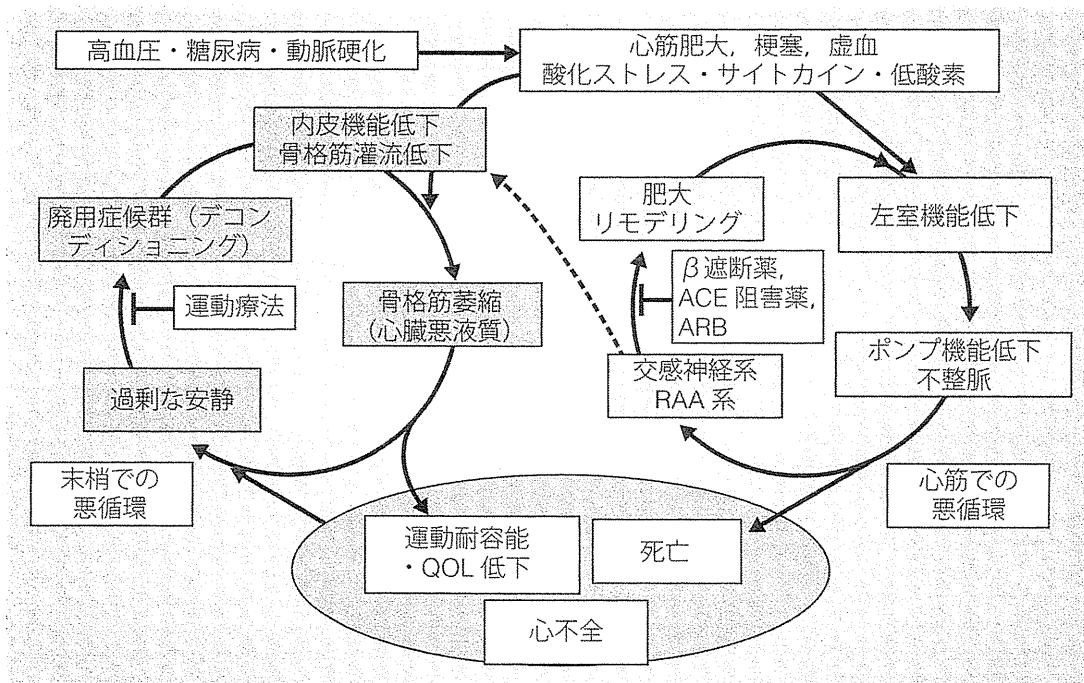 高血圧・糖尿病・動脈硬化
心筋肥大，梗塞，虚血
酸化ストレス・サイトカイン・低酸素
内皮機能低下
骨格筋灌流低下
廃用症候群（デコン
ディショニング）
運動療法
過剰な安静
末梢での
悪循環
骨格筋萎縮
（心臓悪液質）
肥大
リモデリング
β遮断薬，
ACE 阻害薬，
ARB
交感神経系
RAA 系
左室機能低下
ポンプ機能低下
不整脈
心筋での
悪循環
運動耐容能
・QOL 低下
死亡
心不全